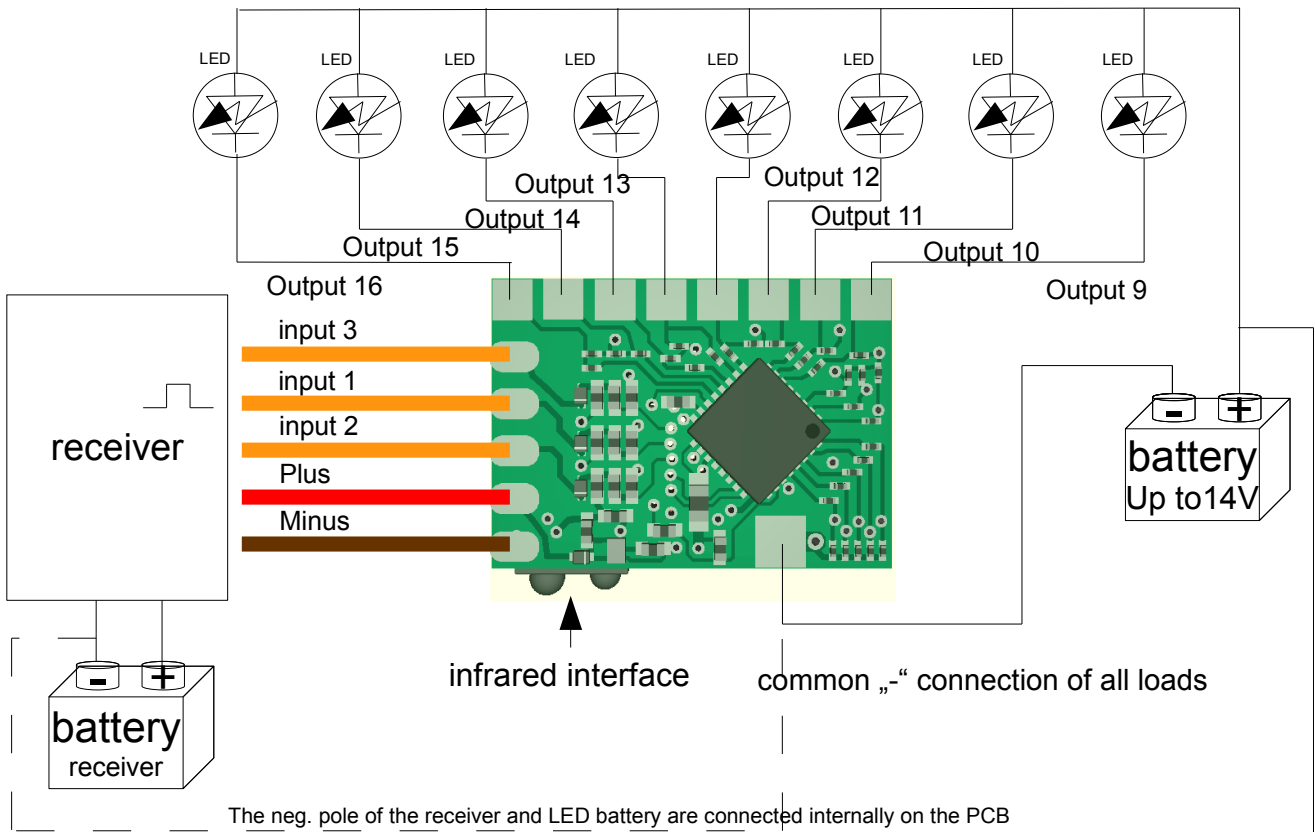 LED
LED
LED
LED
LED
LED
LED
LED
Output 13
Output 12
Output 14
Output 11
Output 15
Output 10
Output 16
Output 9
input 3
input 1
receiver
input 2
Plus
Minus
- +
battery
Up to14V
infrared interface
common „-“ connection of all loads
- +
battery
receiver
The neg. pole of the receiver and LED battery are connected internally on the PCB